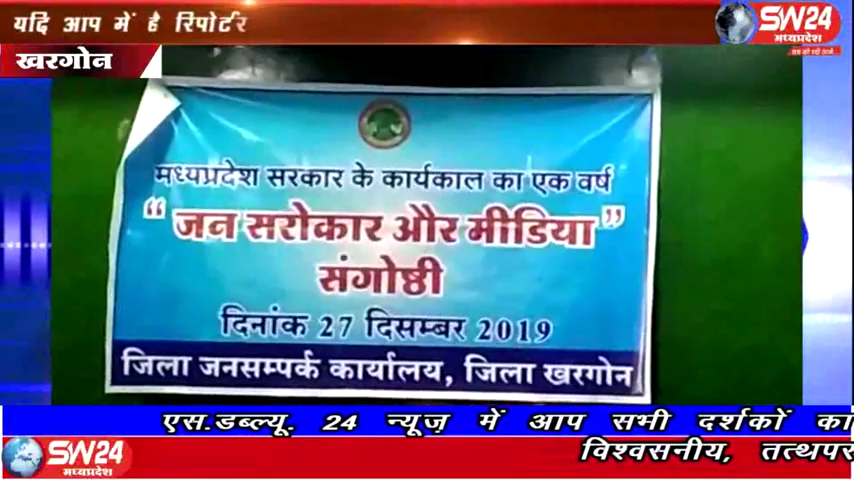 यदि आप में है रिपोर्टर
SW24
मध्यप्रदेश
खरगोन
मध्यप्रदेश सरकार के कार्यकाल का एक वर्ष
“जन सरोकार और मीडिया”
संगोष्ठी
दिनांक 27 दिसम्बर 2019
जिला जनसम्पर्क कार्यालय, जिला खरगोन
एस.डब्ल्यू. 24 न्यूज़ में आप सभी दर्शकों का
विश्वसनीय, तत्थपर
SW24
मध्यप्रदेश